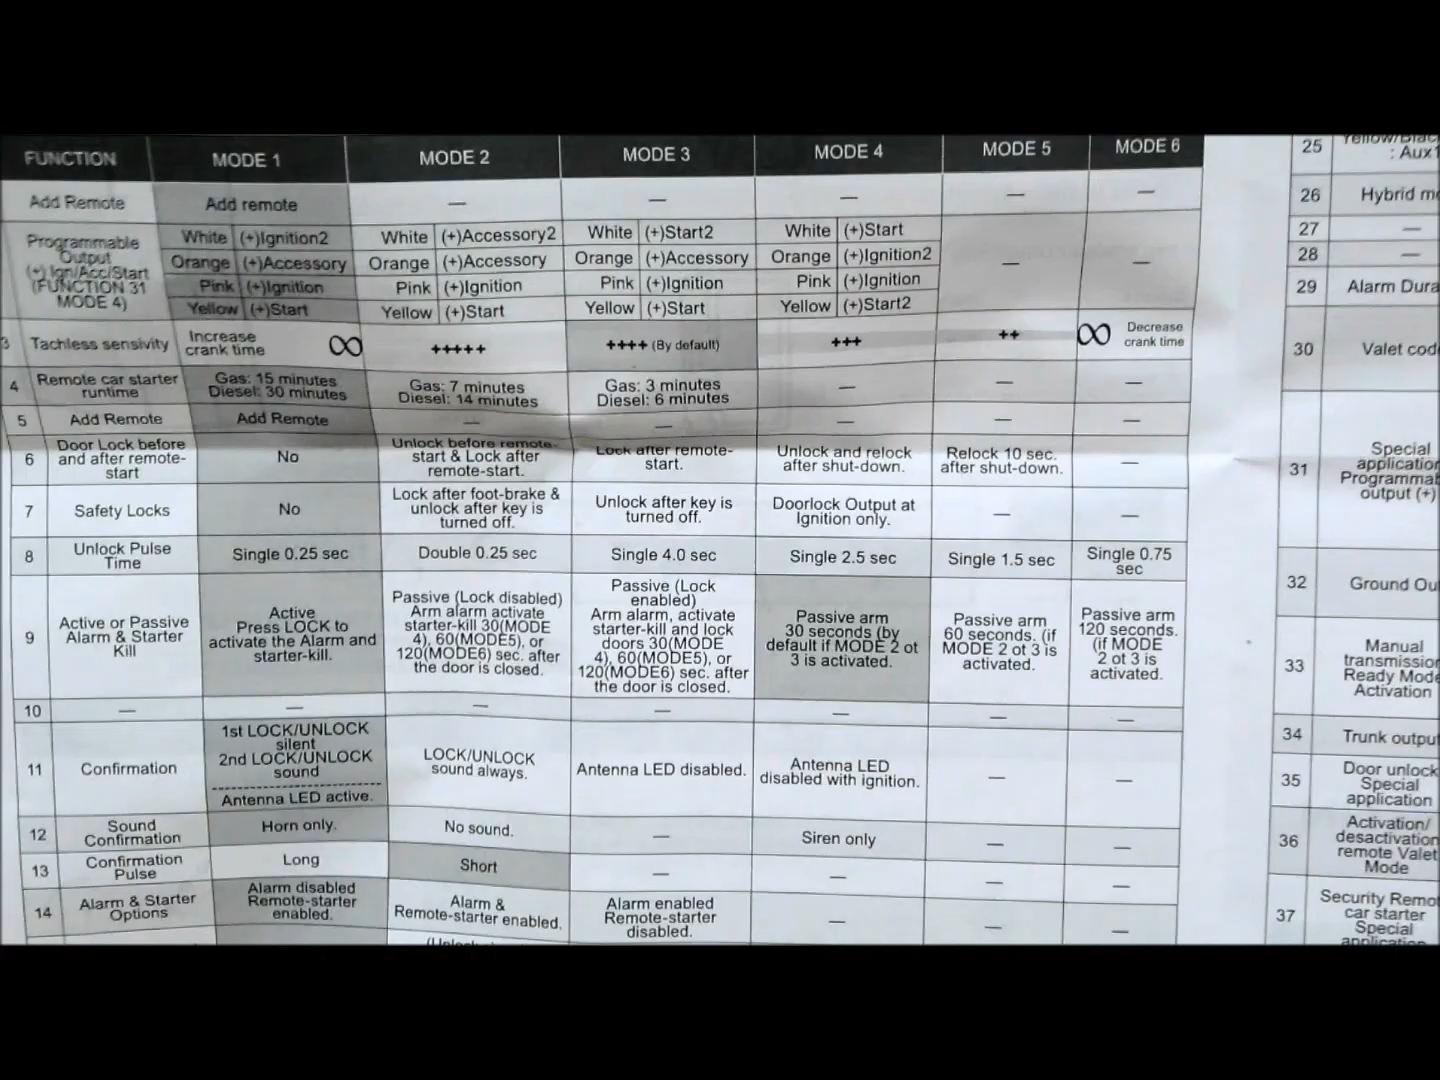 FUNCTION MODE 1 MODE 2 MODE 3 MODE 4 MODE 5 MODE 6
Add Remote Add remote — — — — —
Programmable
Output
(+) Ign/Acc/Start
(FUNCTION 31
MODE 4)
White (+)Ignition2
Orange (+)Accessory
Pink (+)Ignition
Yellow (+)Start
White (+)Accessory2
Orange (+)Accessory
Pink (+)Ignition
Yellow (+)Start
White (+)Start2
Orange (+)Accessory
Pink (+)Ignition
Yellow (+)Start
White (+)Start
Orange (+)Ignition2
Pink (+)Ignition
Yellow (+)Start2
— —
3 Tachless sensivity
Increase
crank time ∞
+++++
++++ (By default)
+++
++
∞ Decrease
crank time
4 Remote car starter
runtime
Gas: 15 minutes
Diesel: 30 minutes
Gas: 7 minutes
Diesel: 14 minutes
Gas: 3 minutes
Diesel: 6 minutes
— — —
5 Add Remote Add Remote — — — — —
6 Door Lock before
and after remote-
start
No
Unlock before remote-
start & Lock after
remote-start.
Lock after remote-
start.
Unlock and relock
after shut-down.
Relock 10 sec.
after shut-down.
—
7 Safety Locks
No
Lock after foot-brake &
unlock after key is
turned off.
Unlock after key is
turned off.
Doorlock Output at
Ignition only.
— —
8 Unlock Pulse
Time
Single 0.25 sec
Double 0.25 sec
Single 4.0 sec
Single 2.5 sec
Single 1.5 sec
Single 0.75
sec
9 Active or Passive
Alarm & Starter
Kill
Active
Press LOCK to
activate the Alarm and
starter-kill.
Passive (Lock disabled)
Arm alarm activate
starter-kill 30(MODE
4), 60(MODE5), or
120(MODE6) sec. after
the door is closed.
Passive (Lock
enabled)
Arm alarm, activate
starter-kill and lock
doors 30(MODE
4), 60(MODE5), or
120(MODE6) sec. after
the door is closed.
Passive arm
30 seconds (by
default if MODE 2 ot
3 is activated.
Passive arm
60 seconds. (if
MODE 2 ot 3 is
activated.
Passive arm
120 seconds.
(if MODE
2 ot 3 is
activated.
10 — — — — — — —
11 Confirmation
1st LOCK/UNLOCK
silent
2nd LOCK/UNLOCK
sound
Antenna LED active.
LOCK/UNLOCK
sound always.
Antenna LED disabled.
Antenna LED
disabled with ignition.
— —
12 Sound
Confirmation
Horn only.
No sound.
—
Siren only
— —
13 Confirmation
Pulse
Long
Short
— — — —
14 Alarm & Starter
Options
Alarm disabled
Remote-starter
enabled.
Alarm &
Remote-starter enabled.
Alarm enabled
Remote-starter
disabled.
— — —
25
: Aux1
26 Hybrid
27 —
28 —
29 Alarm
30 Valet
31 Special
application
output (+)
32 Ground
33 Manual
transmission
Ready Mode
Activation
34 Trunk output
35 Door unlock
Special
application
36 Activation/
desactivation
remote Valet
Mode
37 Security
car starter
Special